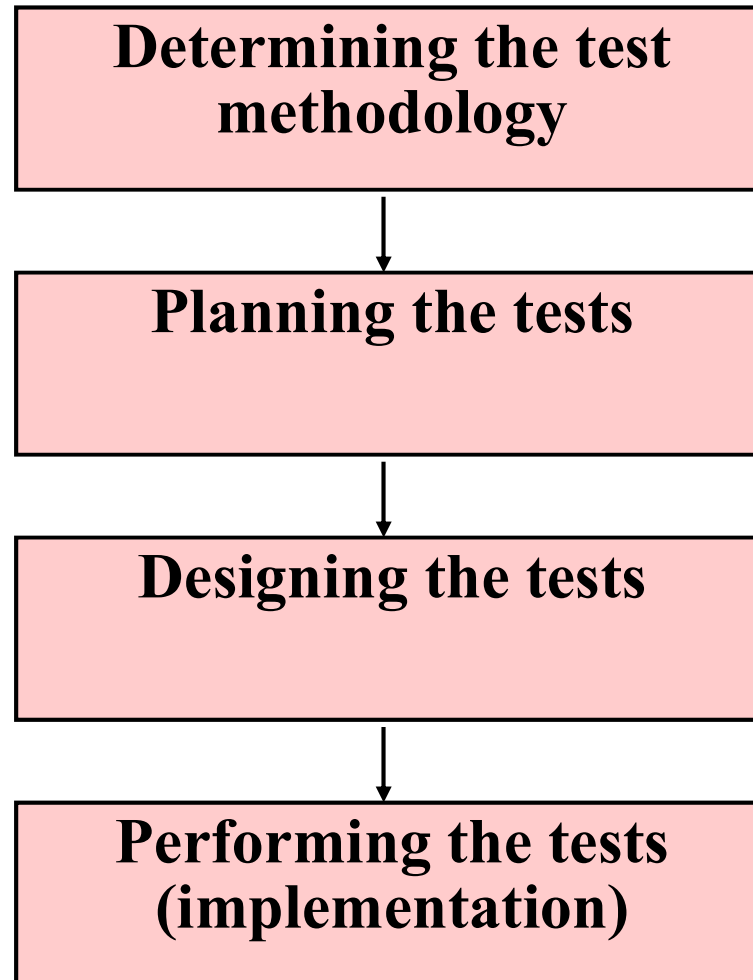 Determining the test
methodology
Planning the tests
Designing the tests
Performing the tests
(implementation)